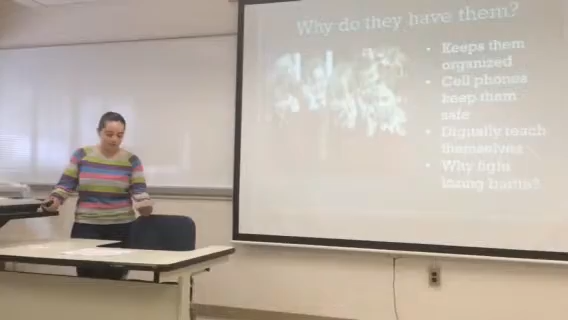 Why do they have them?
• Keeps them
organized
• Cell phones
keep them
safe
• Digitally teach
themselves
• Why fight
losing battle?